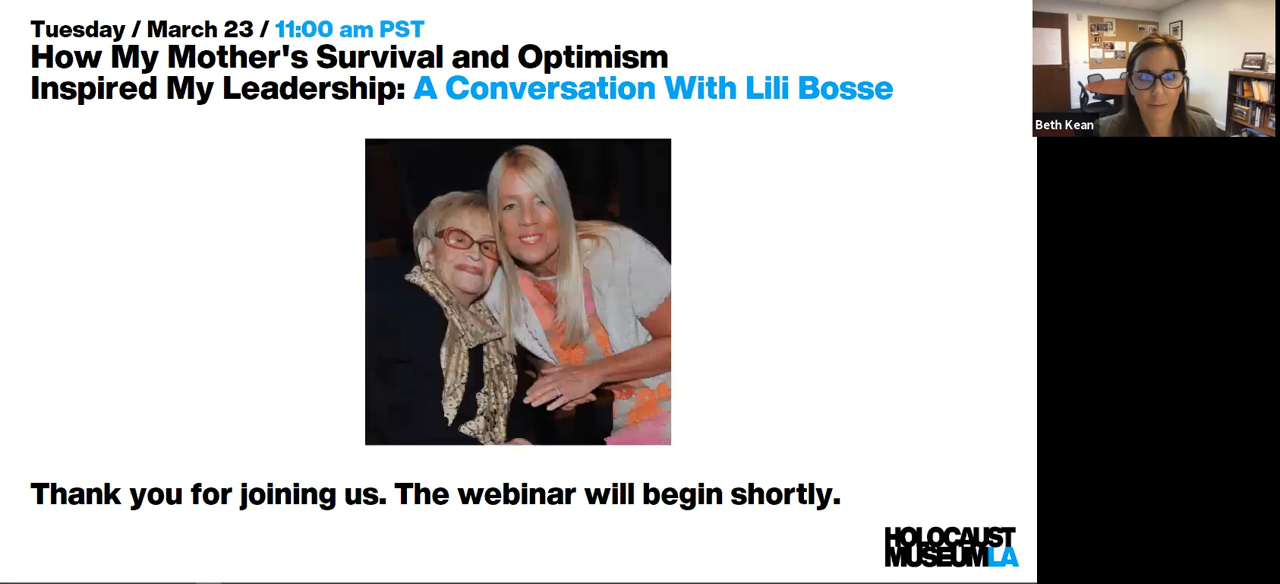 Tuesday / March 23 / 11:00 am PST
How My Mother's Survival and Optimism
Inspired My Leadership: A Conversation With Lili Bosse
Beth Kean
Thank you for joining us. The webinar will begin shortly.
HOLOCAUST
MUSEUMLA